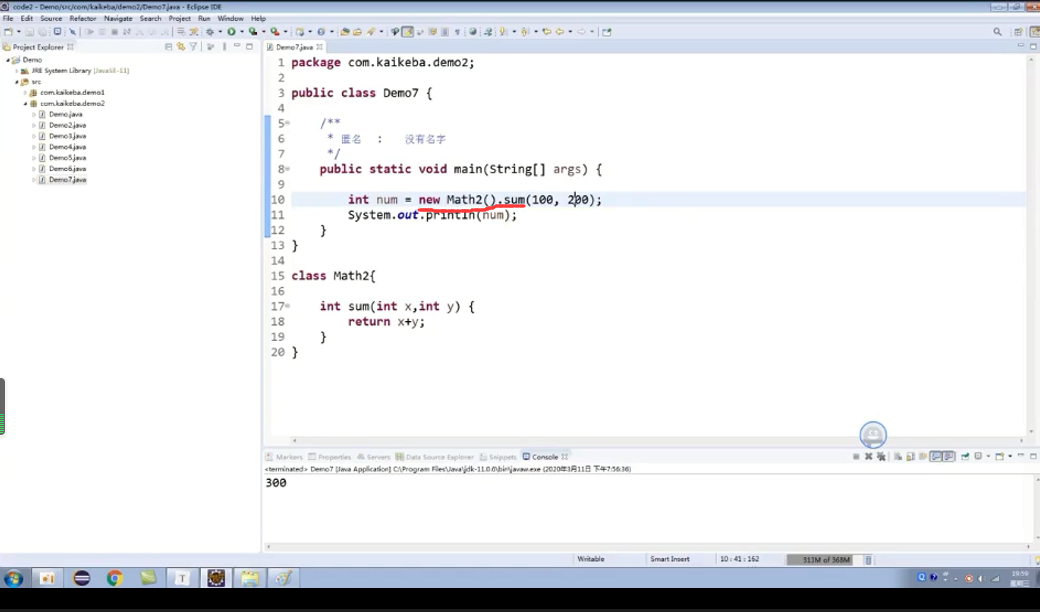 code2 - Demo/src/com/kaikeba/demo2/Demo7.java - Eclipse IDE
File Edit Source Refactor Navigate Search Project Run Window Help
Project Explorer
Demo
JRE System Library [JavaSE-11]
src
com.kaikeba.demo1
com.kaikeba.demo2
Demo.java
Demo2.java
Demo3.java
Demo4.java
Demo5.java
Demo6.java
Demo7.java
Demo7.java
1 package com.kaikeba.demo2;
2
3 public class Demo7 {
4
5 /**
6 * 匿名 : 没有名字
7 */
8 public static void main(String[] args) {
9
10 int num = new Math2().sum(100, 200);
11 System.out.println(num);
12 }
13 }
14
15 class Math2{
16
17 int sum(int x,int y) {
18 return x+y;
19 }
20 }
Markers Properties Servers Data Source Explorer Snippets Console
<terminated> Demo7 [Java Application] C:\Program Files\Java\jdk-11.0.6\bin\javaw.exe (2020年3月11日 下午7:56:36)
300
Writable Smart Insert 10 : 41 : 162 311M of 368M
19:59
星期三